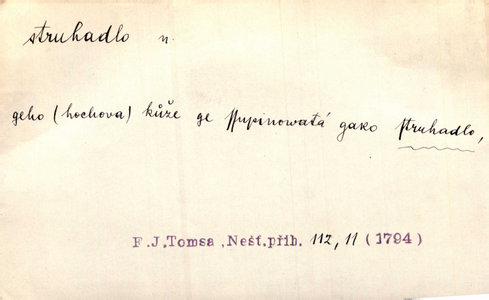 struhadlo n.
geho (hochova) kůže ge ſſupinowatá gako ſtruhadlo,
F.J.Tomsa ,Nešť.příh. 112, 11 (1794)